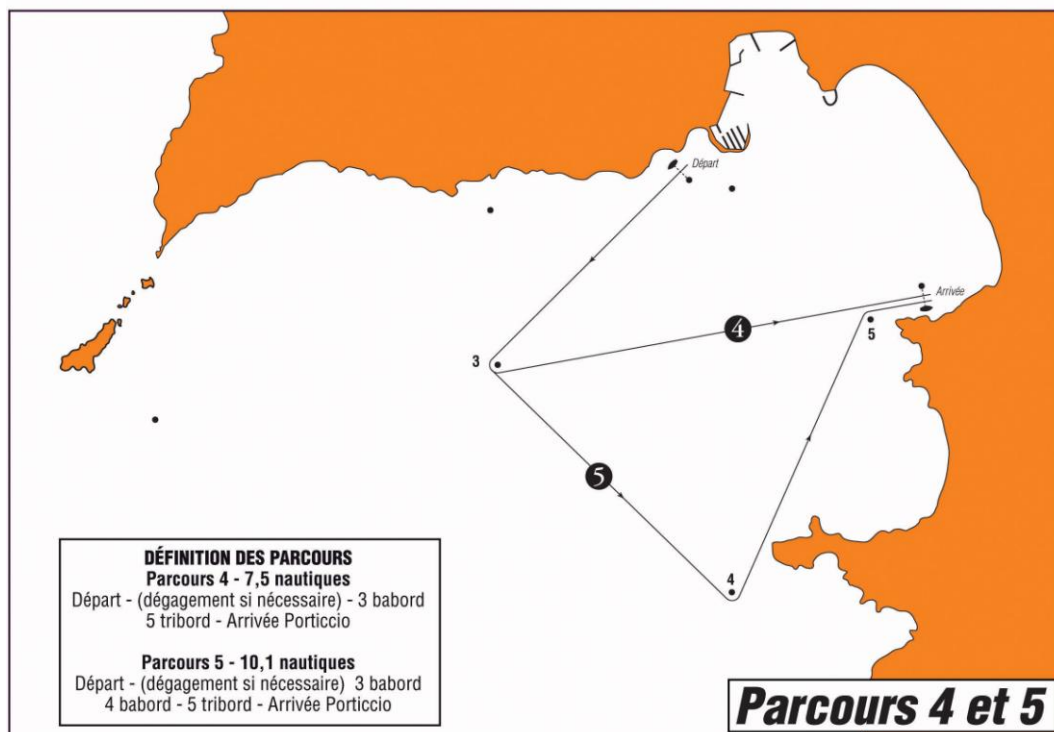 Départ
Arrivée
4
5
3
5
4
DÉFINITION DES PARCOURS
Parcours 4 - 7,5 nautiques
Départ - (dégagement si nécessaire) - 3 babord
5 tribord - Arrivée Porticcio
Parcours 5 - 10,1 nautiques
Départ - (dégagement si nécessaire) 3 babord
4 babord - 5 tribord - Arrivée Porticcio
Parcours 4 et 5